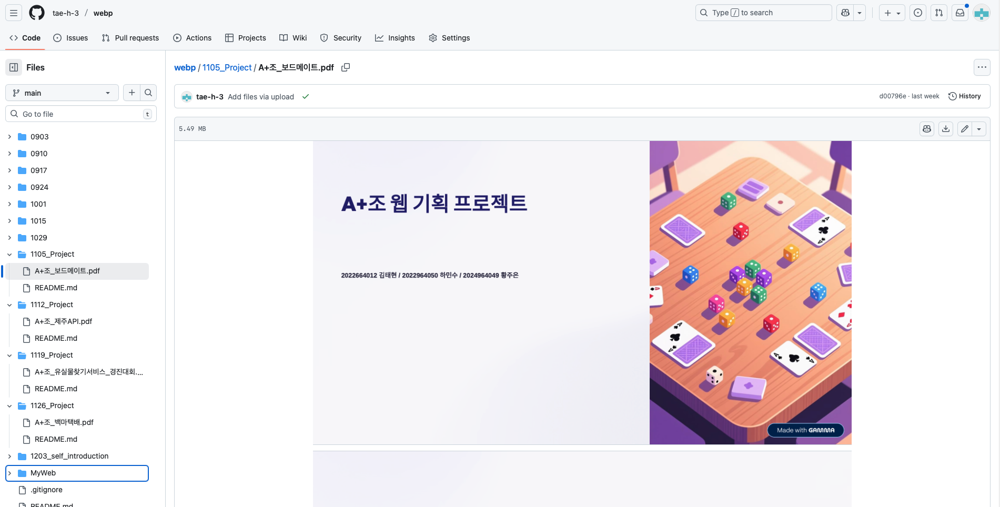 tae-h-3 / webp
Type / to search
Code
Issues
Pull requests
Actions
Projects
Wiki
Security
Insights
Settings
Files
webp / 1105_Project / A+조_보드메이트.pdf
main
tae-h-3 Add files via upload
d00796e · last week
History
Go to file
t
5.49 MB
0903
0910
0917
0924
1001
1015
1029
1105_Project
A+조_보드메이트.pdf
README.md
1112_Project
A+조_제주API.pdf
README.md
1119_Project
A+조_유실물찾기서비스_경진대회....
README.md
1126_Project
A+조_백마택배.pdf
README.md
1203_self_introduction
MyWeb
.gitignore
README.md
A+조 웹 기획 프로젝트
2022664012 김태현 / 2022964050 하민수 / 2024964049 황주은
A
A
A
A
A
A
A
A
Made with GAMMA